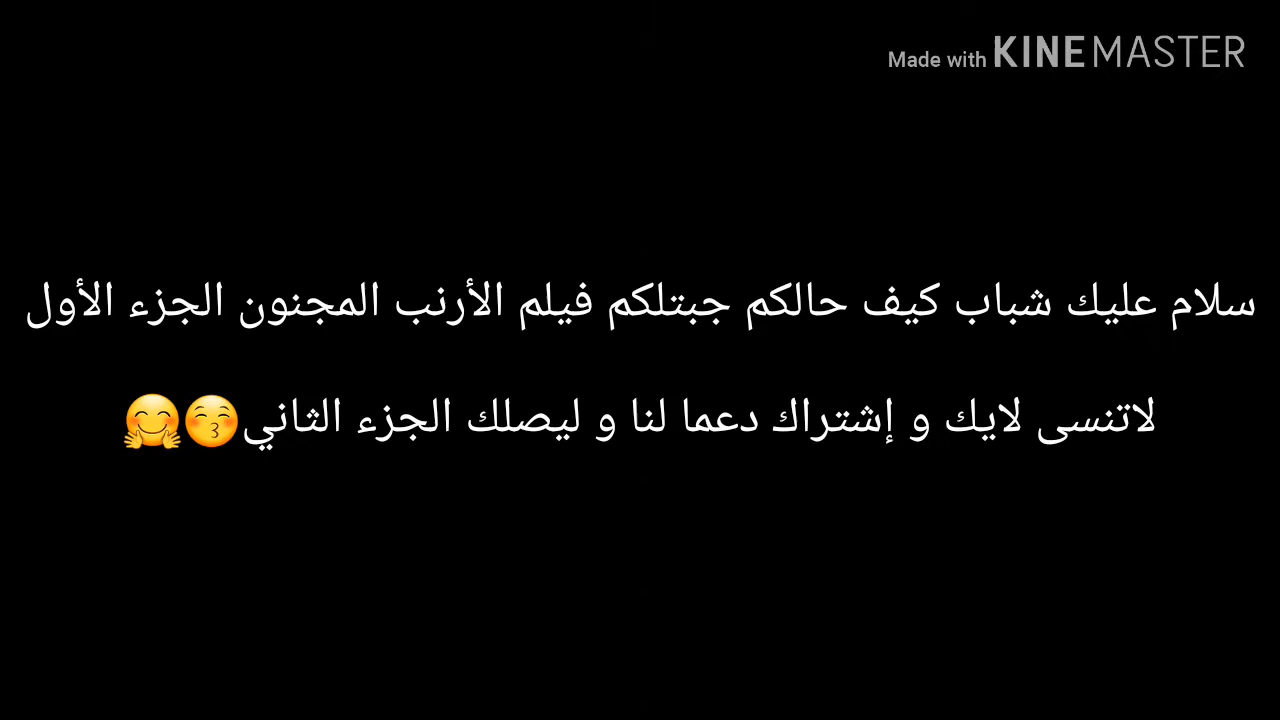 Made with KINEMASTER
سلام عليك شباب كيف حالكم جبتلكم فيلم الأرنب المجنون الجزء الأول
لاتنسى لايك و إشتراك دعما لنا و ليصلك الجزء الثاني😚🤗